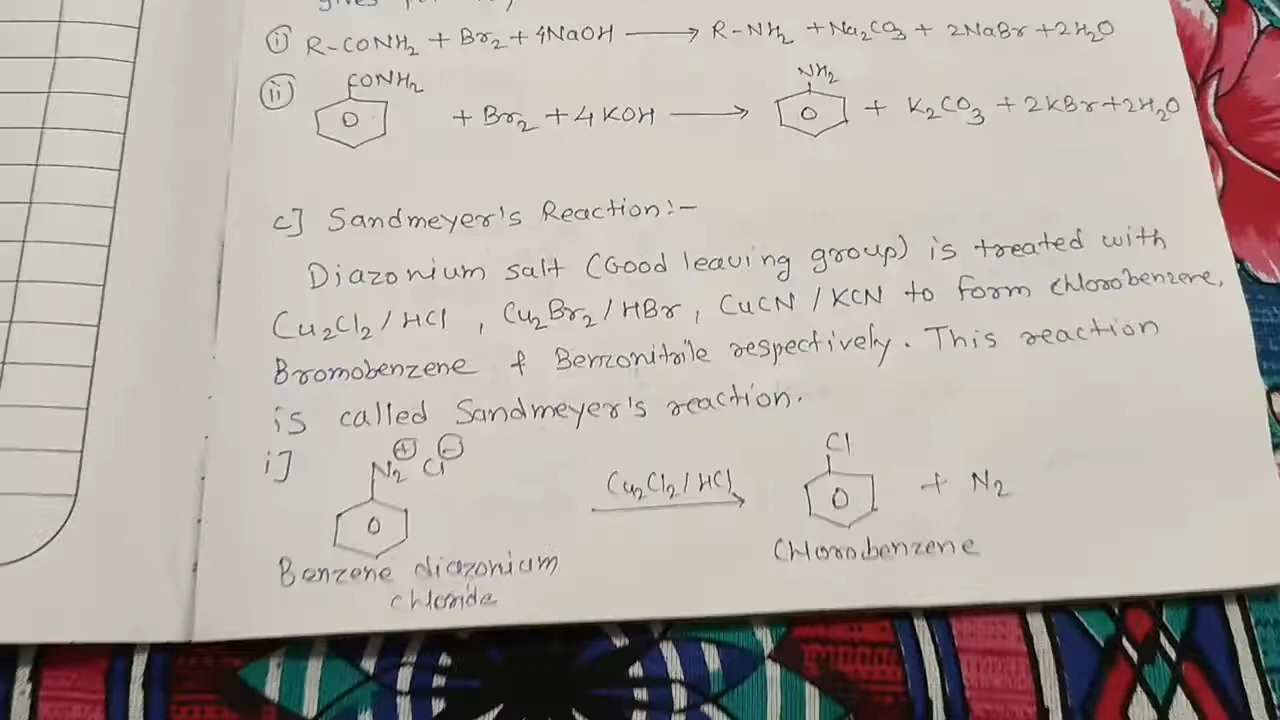 gives
i) R-CONH2 + Br2 + 4NaOH ⟶ R-NH2 + Na2CO3 + 2NaBr + 2H2O
ii) CONH2 + Br2 + 4KOH ⟶ NH2 + K2CO3 + 2KBr + 2H2O
c] Sandmeyer's Reaction:-
Diazonium salt (Good leaving group) is treated with
Cu2Cl2/HCl , Cu2Br2/HBr, CuCN/KCN to form chlorobenzene,
Bromobenzene & Benzonitrile respectively. This reaction
is called Sandmeyer's reaction.
i] N2⊕ Cl⊖ Cu2Cl2/HCl ⟶ Cl + N2
Benzene diazonium chloride
Chlorobenzene